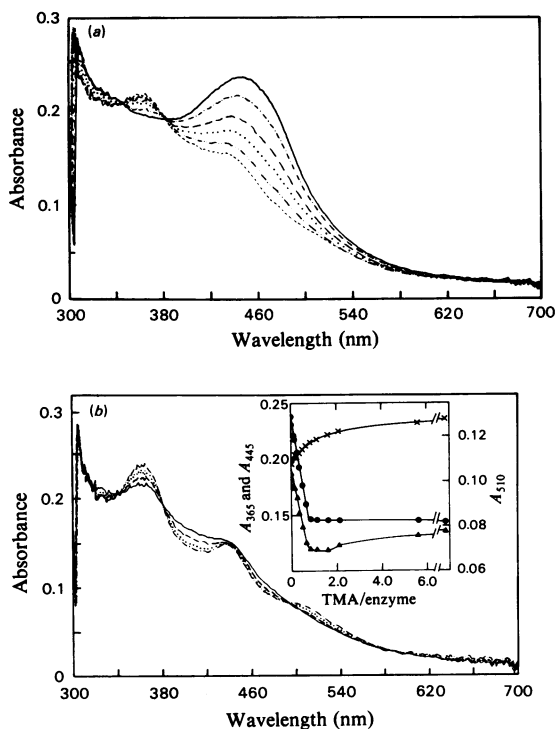 0.3
(a)
0.2
0.1
0
Absorbance
300 380 460 540 620 700
Wavelength (nm)
0.3
(b)
0.2
0.1
0
Absorbance
0.25
0.20
0.15
A365 and A445
0.12
0.10
0.08
0.06
A510
0 2.0 4.0 6.0
TMA/enzyme
300 380 460 540 620 700
Wavelength (nm)